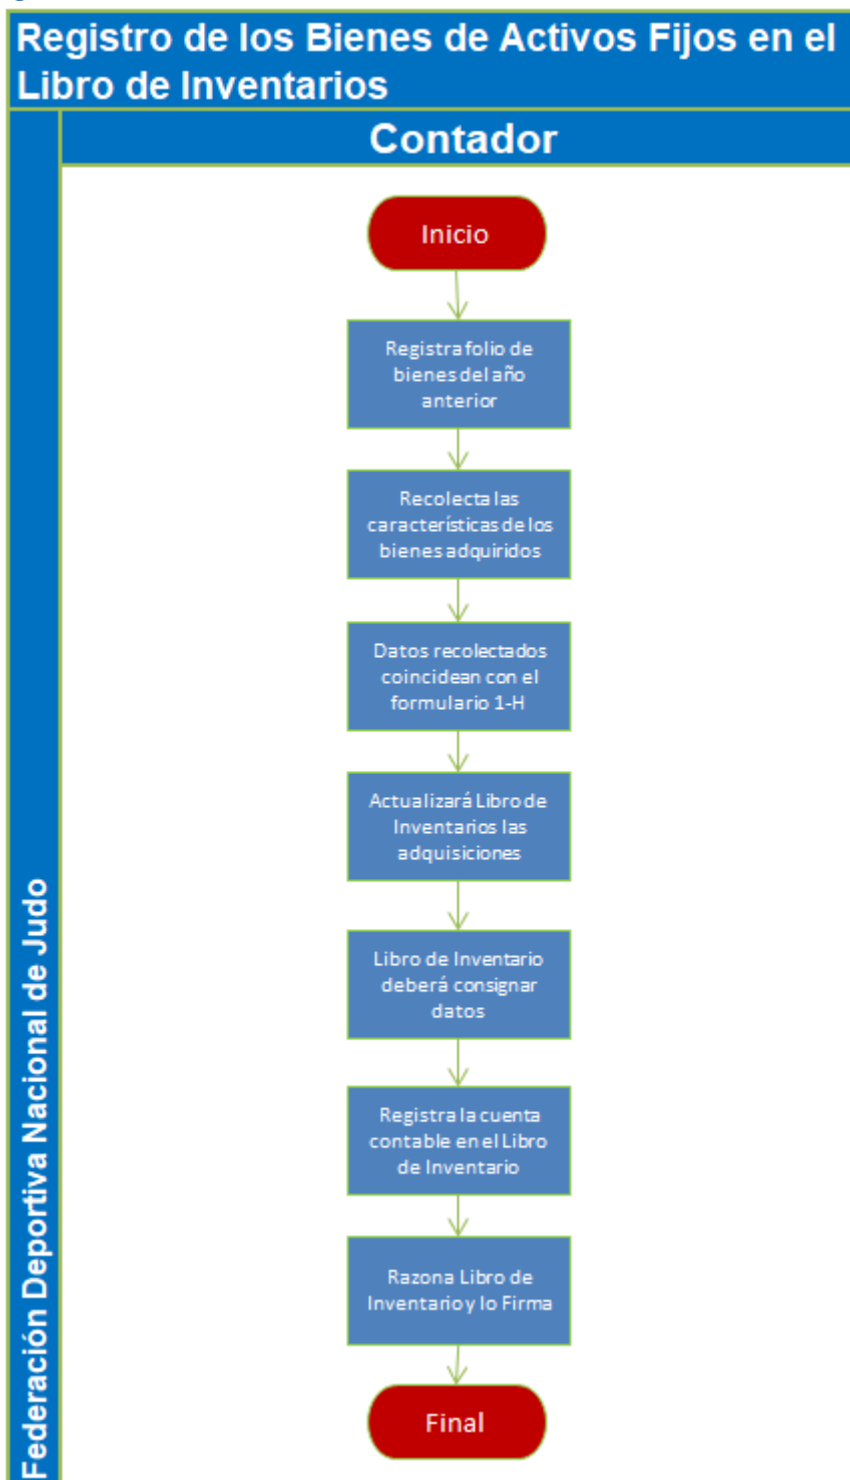 Registro de los Bienes de Activos Fijos en el
Libro de Inventarios
Contador
Federación Deportiva Nacional de Judo
Inicio
Registra folio de
bienes del año
anterior
Recolecta las
características de los
bienes adquiridos
Datos recolectados
coincidean con el
formulario 1-H
Actualizará Libro de
Inventarios las
adquisiciones
Libro de Inventario
deberá consignar
datos
Registra la cuenta
contable en el Libro
de Inventario
Razona Libro de
Inventario y lo Firma
Final